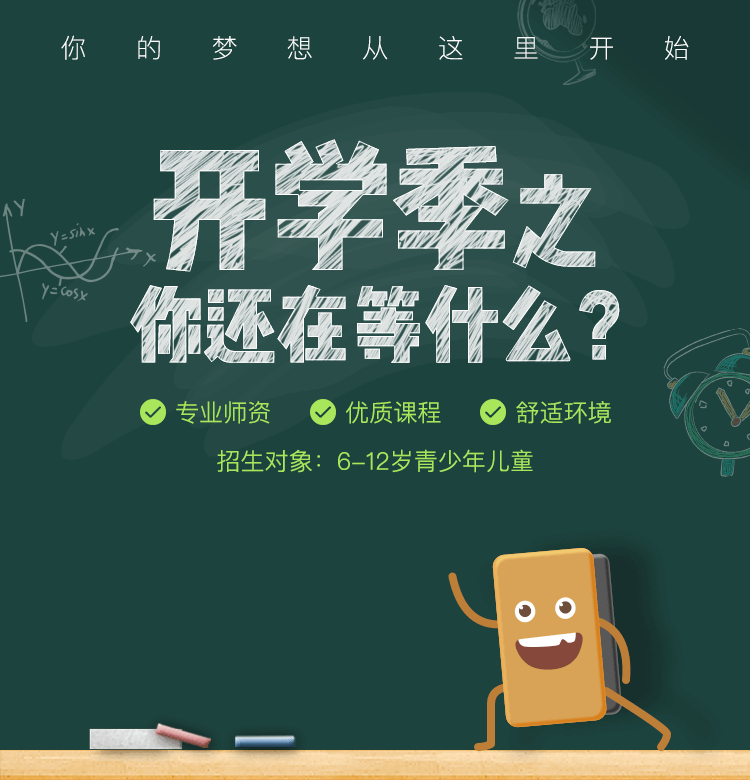 你的梦想从这里开始
开学季之
你还在等什么?
Y
Y=sinx
X
Y=cosx
专业师资 优质课程 舒适环境
招生对象：6-12岁青少年儿童